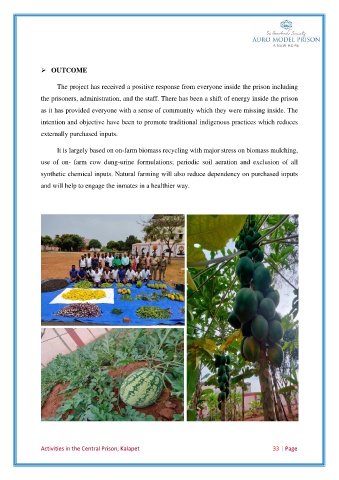 Sri Aurobindo Society
AURO MODEL PRISON
A NEW HOPE
➢ OUTCOME
The project has received a positive response from everyone inside the prison including
the prisoners, administration, and the staff. There has been a shift of energy inside the prison
as it has provided everyone with a sense of community which they were missing inside. The
intention and objective have been to promote traditional indigenous practices which reduces
externally purchased inputs.
It is largely based on on-farm biomass recycling with major stress on biomass mulching,
use of on- farm cow dung-urine formulations; periodic soil aeration and exclusion of all
synthetic chemical inputs. Natural farming will also reduce dependency on purchased inputs
and will help to engage the inmates in a healthier way.
Activities in the Central Prison, Kalapet 33 | Page